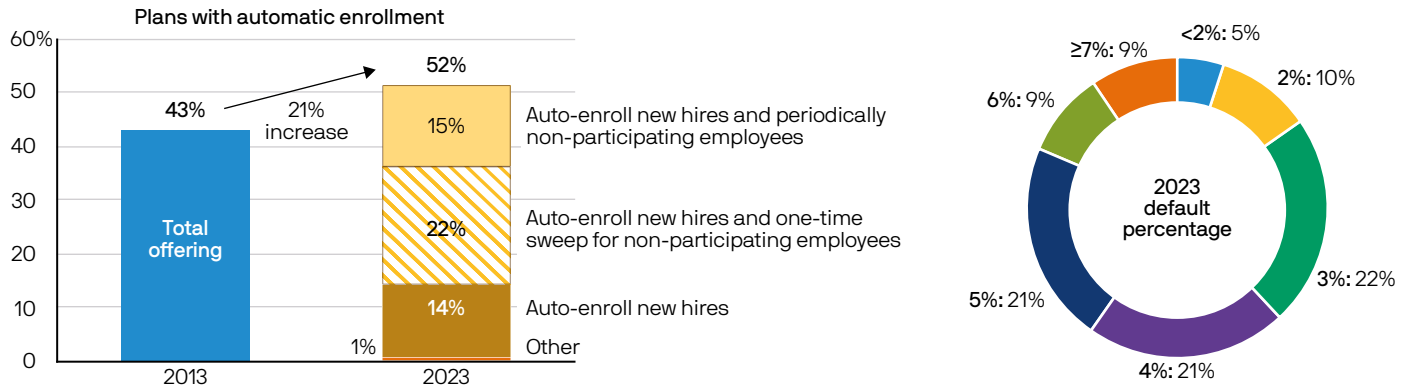 Plans with automatic enrollment
60%
50
40
30
20
10
0
43%
21%
increase
52%
Total
offering
15%
22%
14%
1%
Auto-enroll new hires and periodically
non-participating employees
Auto-enroll new hires and one-time
sweep for non-participating employees
Auto-enroll new hires
Other
2013
2023
<2%: 5%
2%: 10%
3%: 22%
4%: 21%
5%: 21%
6%: 9%
≥7%: 9%
2023
default
percentage